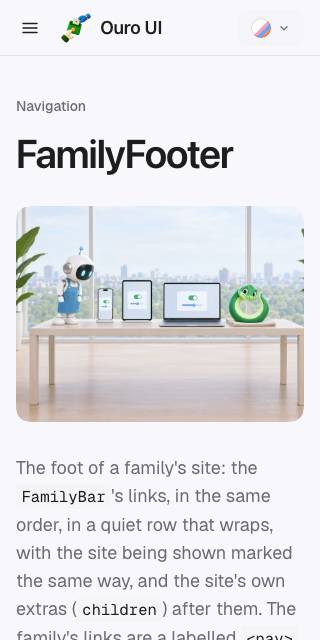 Ouro UI
Navigation
FamilyFooter
The foot of a family's site: the
FamilyBar 's links, in the same
order, in a quiet row that wraps,
with the site being shown marked
the same way, and the site's own
extras ( children ) after them. The
family's links are a labelled <nav>